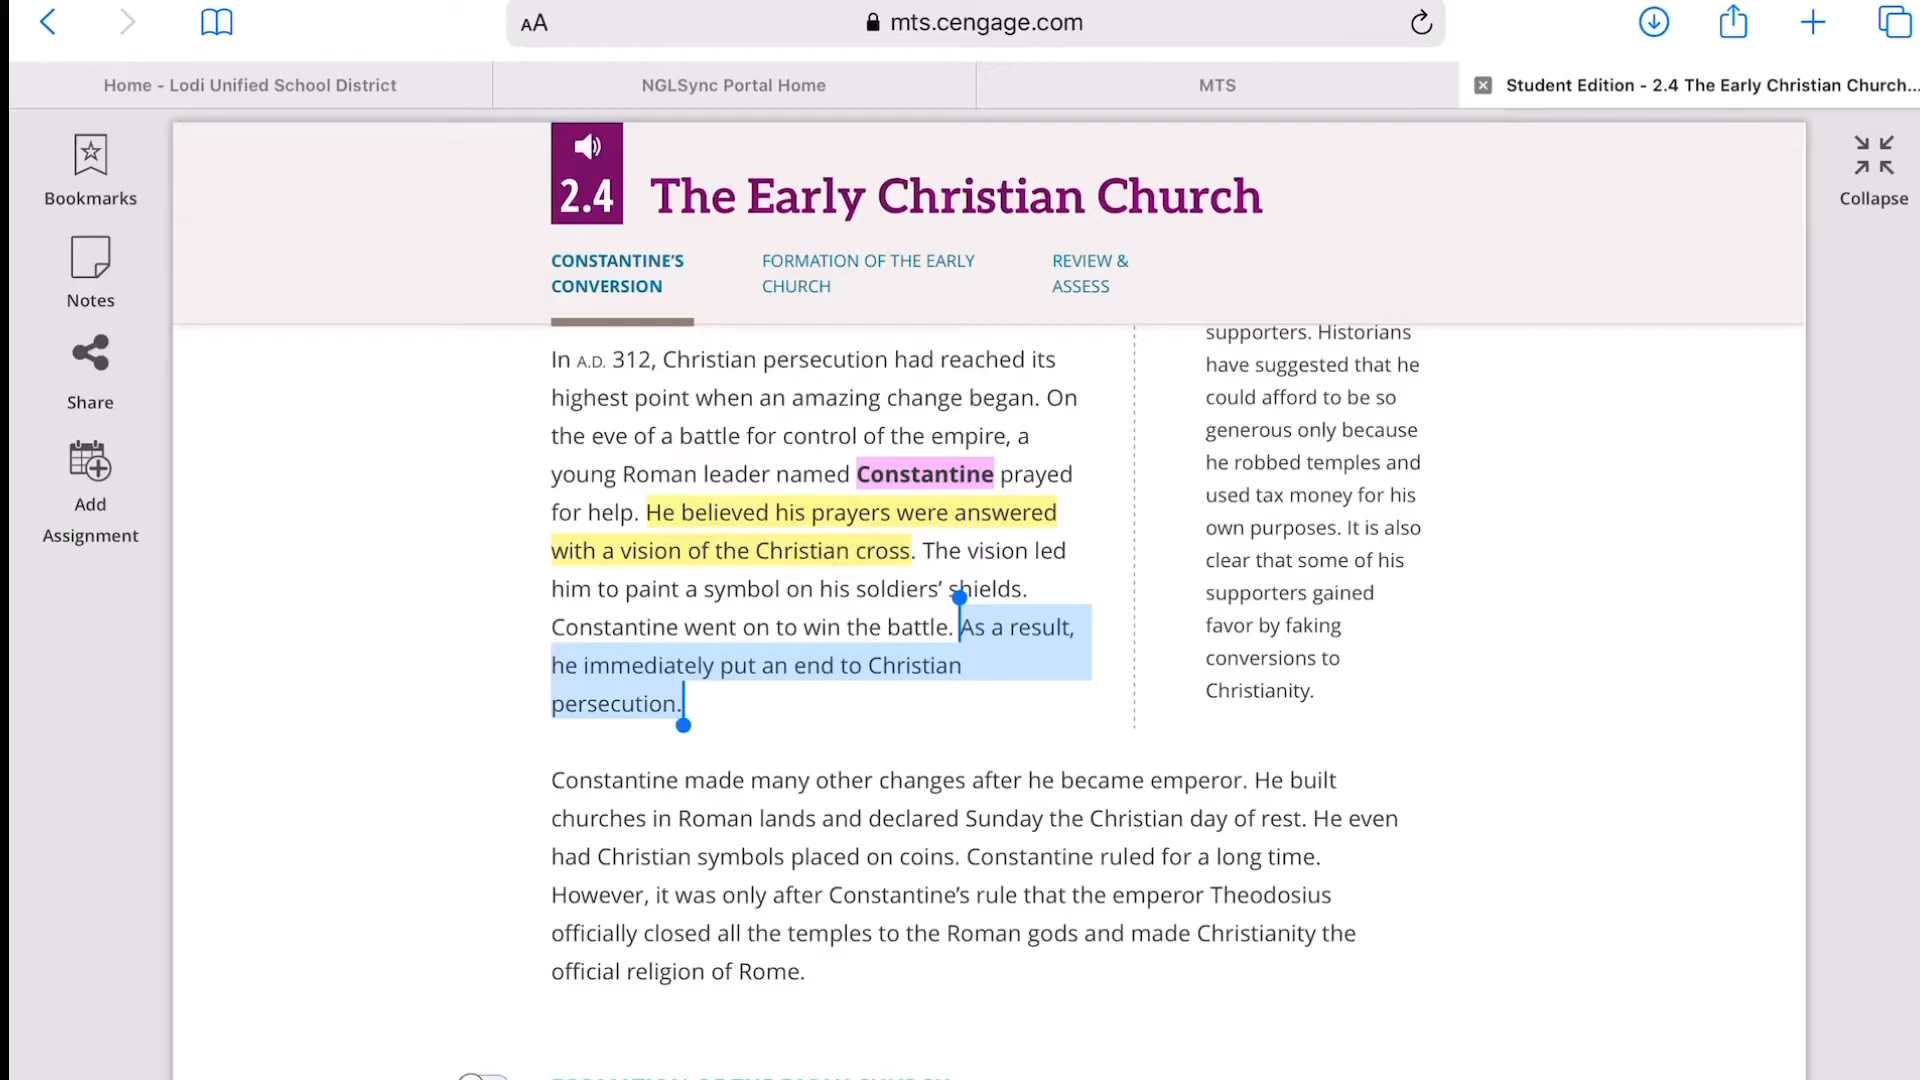 AA
mts.cengage.com
Home - Lodi Unified School District
NGLSync Portal Home
MTS
Student Edition - 2.4 The Early Christian Church...
Bookmarks
Notes
Share
Add
Assignment
Collapse
2.4
The Early Christian Church
CONSTANTINE'S
CONVERSION
FORMATION OF THE EARLY
CHURCH
REVIEW &
ASSESS
In A.D. 312, Christian persecution had reached its
highest point when an amazing change began. On
the eve of a battle for control of the empire, a
young Roman leader named Constantine prayed
for help. He believed his prayers were answered
with a vision of the Christian cross. The vision led
him to paint a symbol on his soldiers’ shields.
Constantine went on to win the battle. As a result,
he immediately put an end to Christian
persecution.
supporters. Historians
have suggested that he
could afford to be so
generous only because
he robbed temples and
used tax money for his
own purposes. It is also
clear that some of his
supporters gained
favor by faking
conversions to
Christianity.
Constantine made many other changes after he became emperor. He built
churches in Roman lands and declared Sunday the Christian day of rest. He even
had Christian symbols placed on coins. Constantine ruled for a long time.
However, it was only after Constantine’s rule that the emperor Theodosius
officially closed all the temples to the Roman gods and made Christianity the
official religion of Rome.
FORMATION OF THE EARLY CHURCH